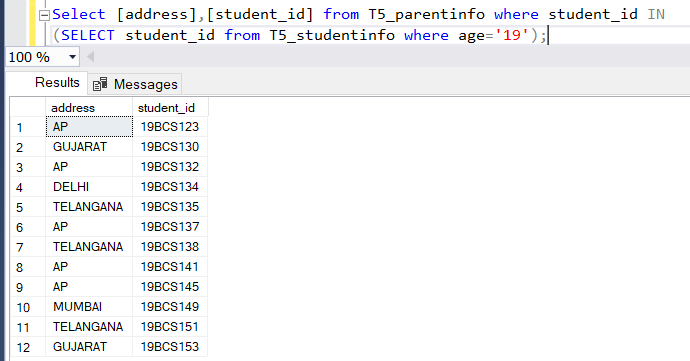 Select [address],[student_id] from T5_parentinfo where student_id IN
(SELECT student_id from T5_studentinfo where age='19');
100 %
Results Messages
address student_id
1 AP 19BCS123
2 GUJARAT 19BCS130
3 AP 19BCS132
4 DELHI 19BCS134
5 TELANGANA 19BCS135
6 AP 19BCS137
7 TELANGANA 19BCS138
8 AP 19BCS141
9 AP 19BCS145
10 MUMBAI 19BCS149
11 TELANGANA 19BCS151
12 GUJARAT 19BCS153